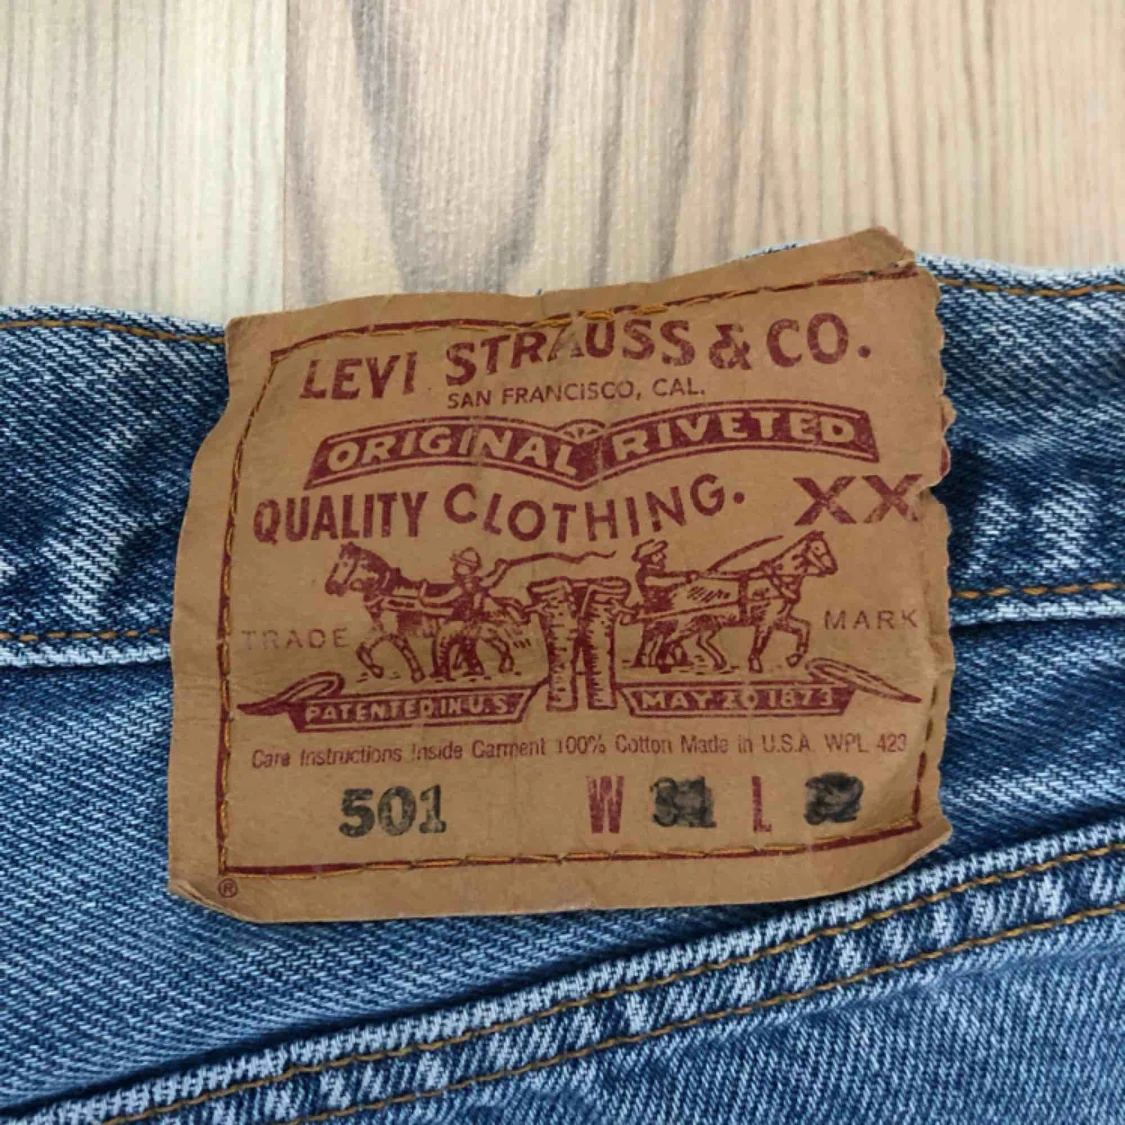 LEVI STRAUSS & CO.
SAN FRANCISCO, CAL.
ORIGINAL RIVETED
QUALITY CLOTHING. XX
TRADE MARK
PATENTED IN U.S. MAY 20 1873
Care Instructions Inside Garment 100% Cotton Made in U.S.A. WPL 423
501 W L
®